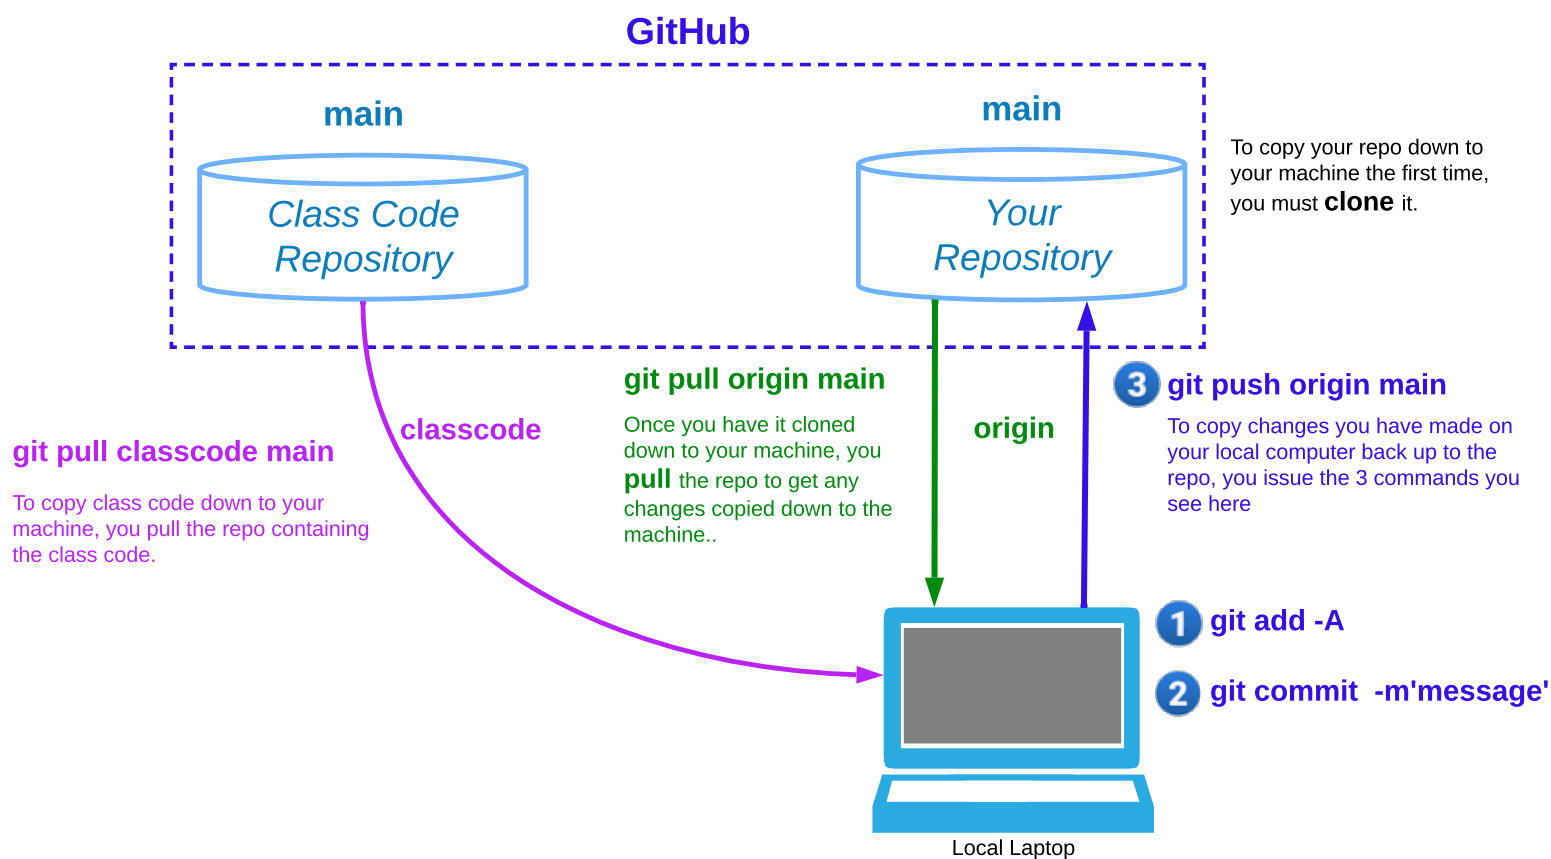 GitHub
main
main
Class Code
Repository
Your
Repository
To copy your repo down to
your machine the first time,
you must clone it.
classcode
git pull classcode main
To copy class code down to your
machine, you pull the repo containing
the class code.
git pull origin main
Once you have it cloned
down to your machine, you
pull the repo to get any
changes copied down to the
machine..
origin
3 git push origin main
To copy changes you have made on
your local computer back up to the
repo, you issue the 3 commands you
see here
1 git add -A
2 git commit  -m'message'
Local Laptop